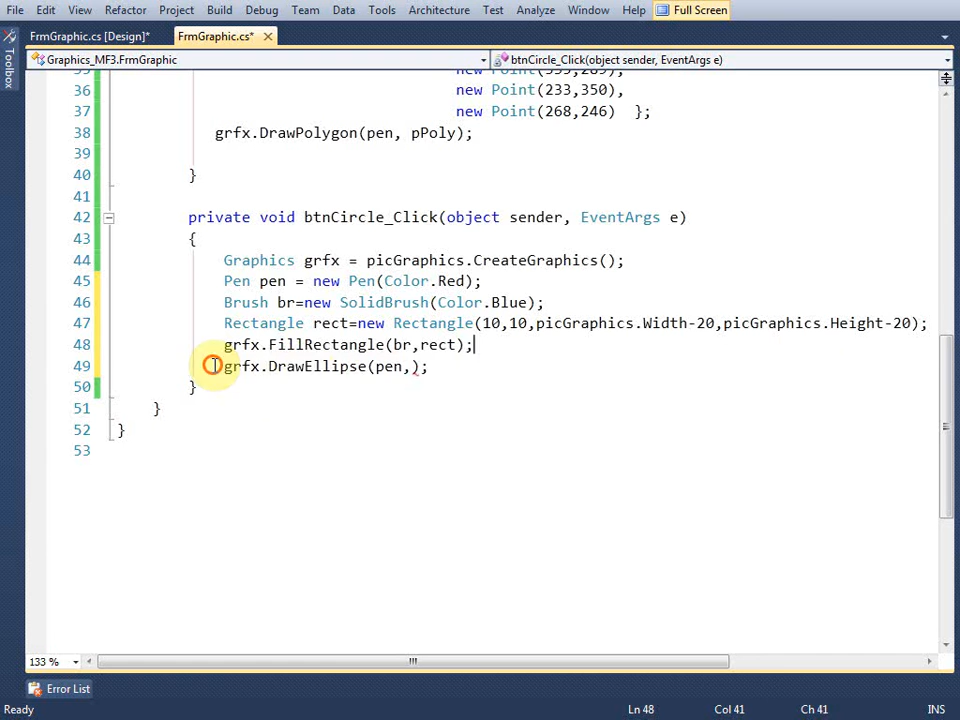 File Edit View Refactor Project Build Debug Team Data Tools Architecture Test Analyze Window Help Full Screen
FrmGraphic.cs [Design]* FrmGraphic.cs* ×
Toolbox
Graphics_MF3.FrmGraphic btnCircle_Click(object sender, EventArgs e)
36 new Point(233,350),
37 new Point(268,246) };
38 grfx.DrawPolygon(pen, pPoly);
39
40 }
41
42 private void btnCircle_Click(object sender, EventArgs e)
43 {
44 Graphics grfx = picGraphics.CreateGraphics();
45 Pen pen = new Pen(Color.Red);
46 Brush br=new SolidBrush(Color.Blue);
47 Rectangle rect=new Rectangle(10,10,picGraphics.Width-20,picGraphics.Height-20);
48 grfx.FillRectangle(br,rect);
49 grfx.DrawEllipse(pen,);
50 }
51 }
52 }
53
133 %
Error List
Ready Ln 48 Col 41 Ch 41 INS